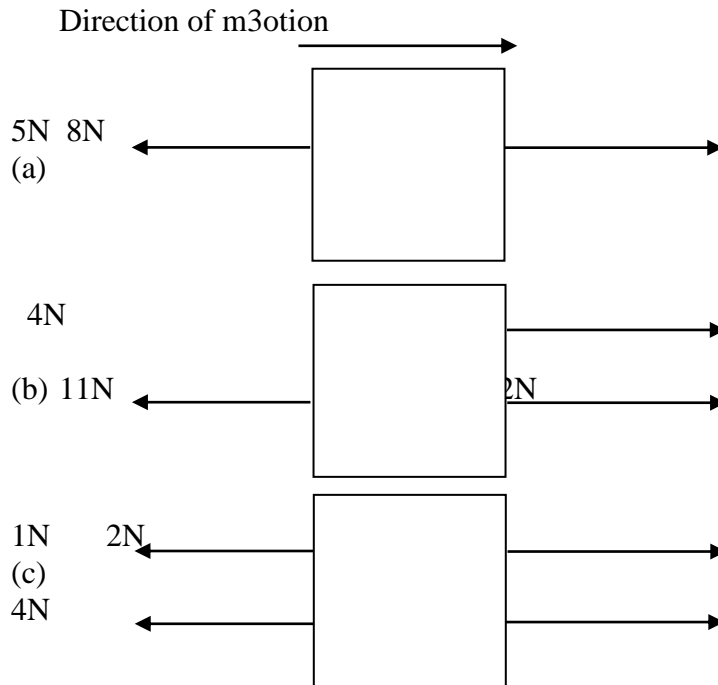 Direction of m3otion
5N 8N
(a)
4N
(b) 11N 2N
1N 2N
(c)
4N